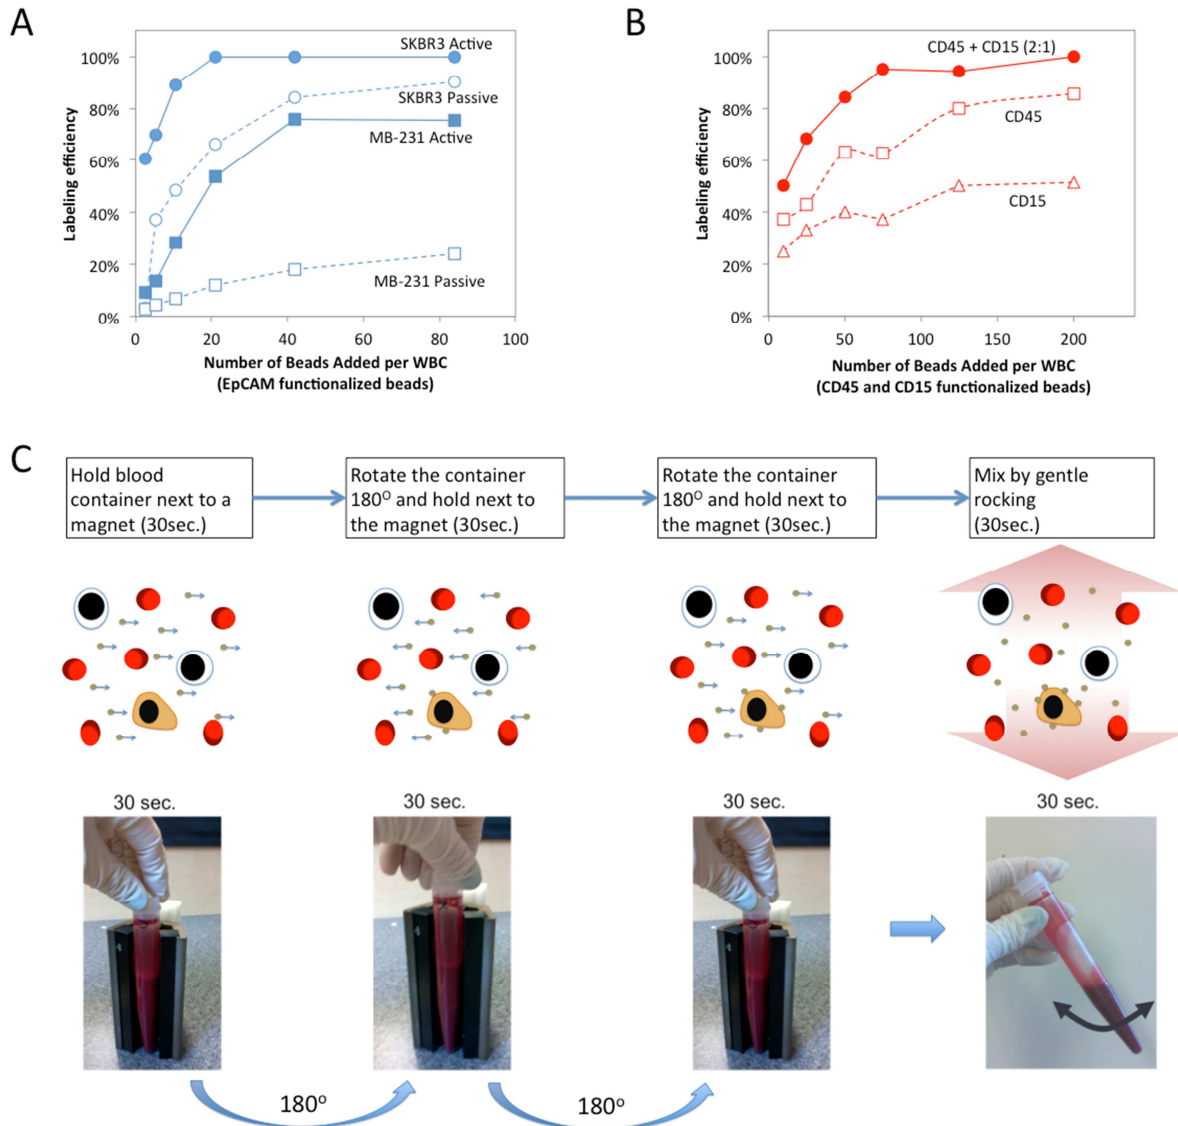 A
100%
80%
60%
40%
20%
0%
Labeling efficiency
SKBR3 Active
SKBR3 Passive
MB-231 Active
MB-231 Passive
0
20
40
60
80
100
Number of Beads Added per WBC
(EpCAM functionalized beads)
B
100%
80%
60%
40%
20%
0%
Labeling efficiency
CD45 + CD15 (2:1)
CD45
CD15
0
50
100
150
200
Number of Beads Added per WBC
(CD45 and CD15 functionalized beads)
C
Hold blood
container next to a
magnet (30sec.)
Rotate the container
180O and hold next to
the magnet (30sec.)
Rotate the container
180O and hold next to
the magnet (30sec.)
Mix by gentle
rocking
(30sec.)
30 sec.
30 sec.
30 sec.
30 sec.
180o
180o